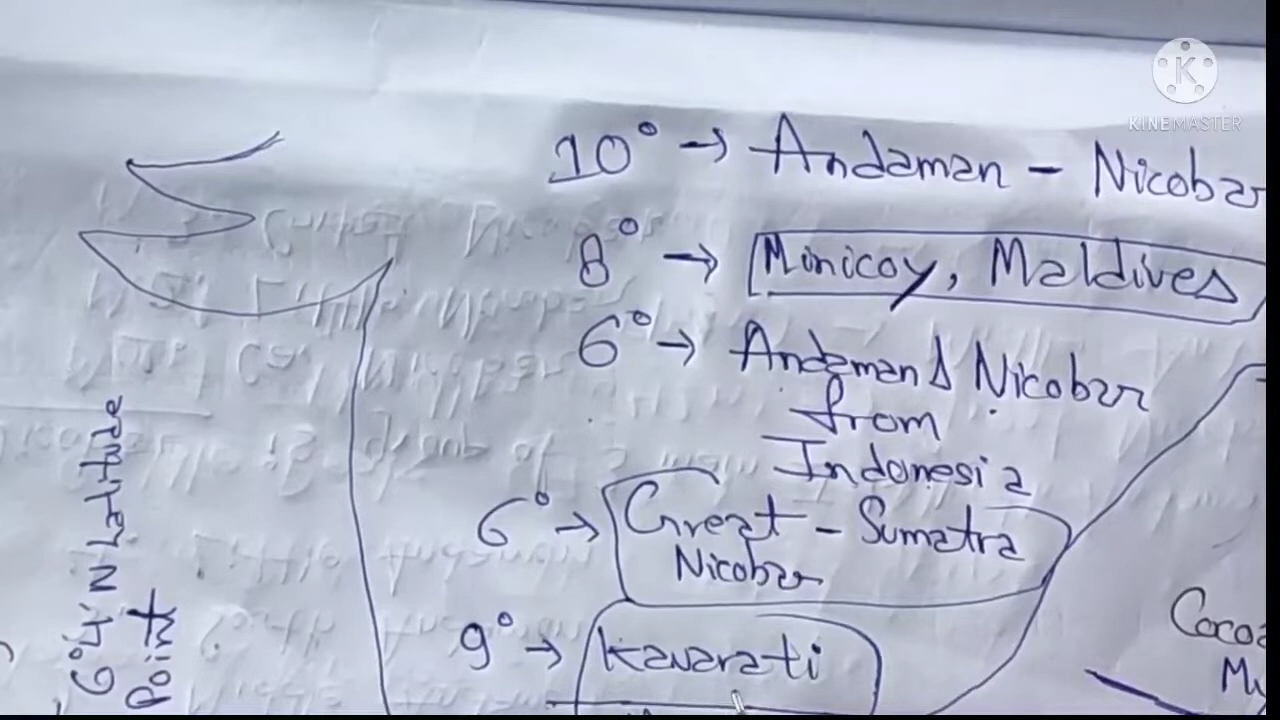 KINEMASTER
10° → Andaman - Nicobar
8° → Minicoy, Maldives
6° → Andaman & Nicobar
from
Indonesia
6° → Great - Sumatra
Nicobar
9° → Kavarati
6°4' N Latitude
Point